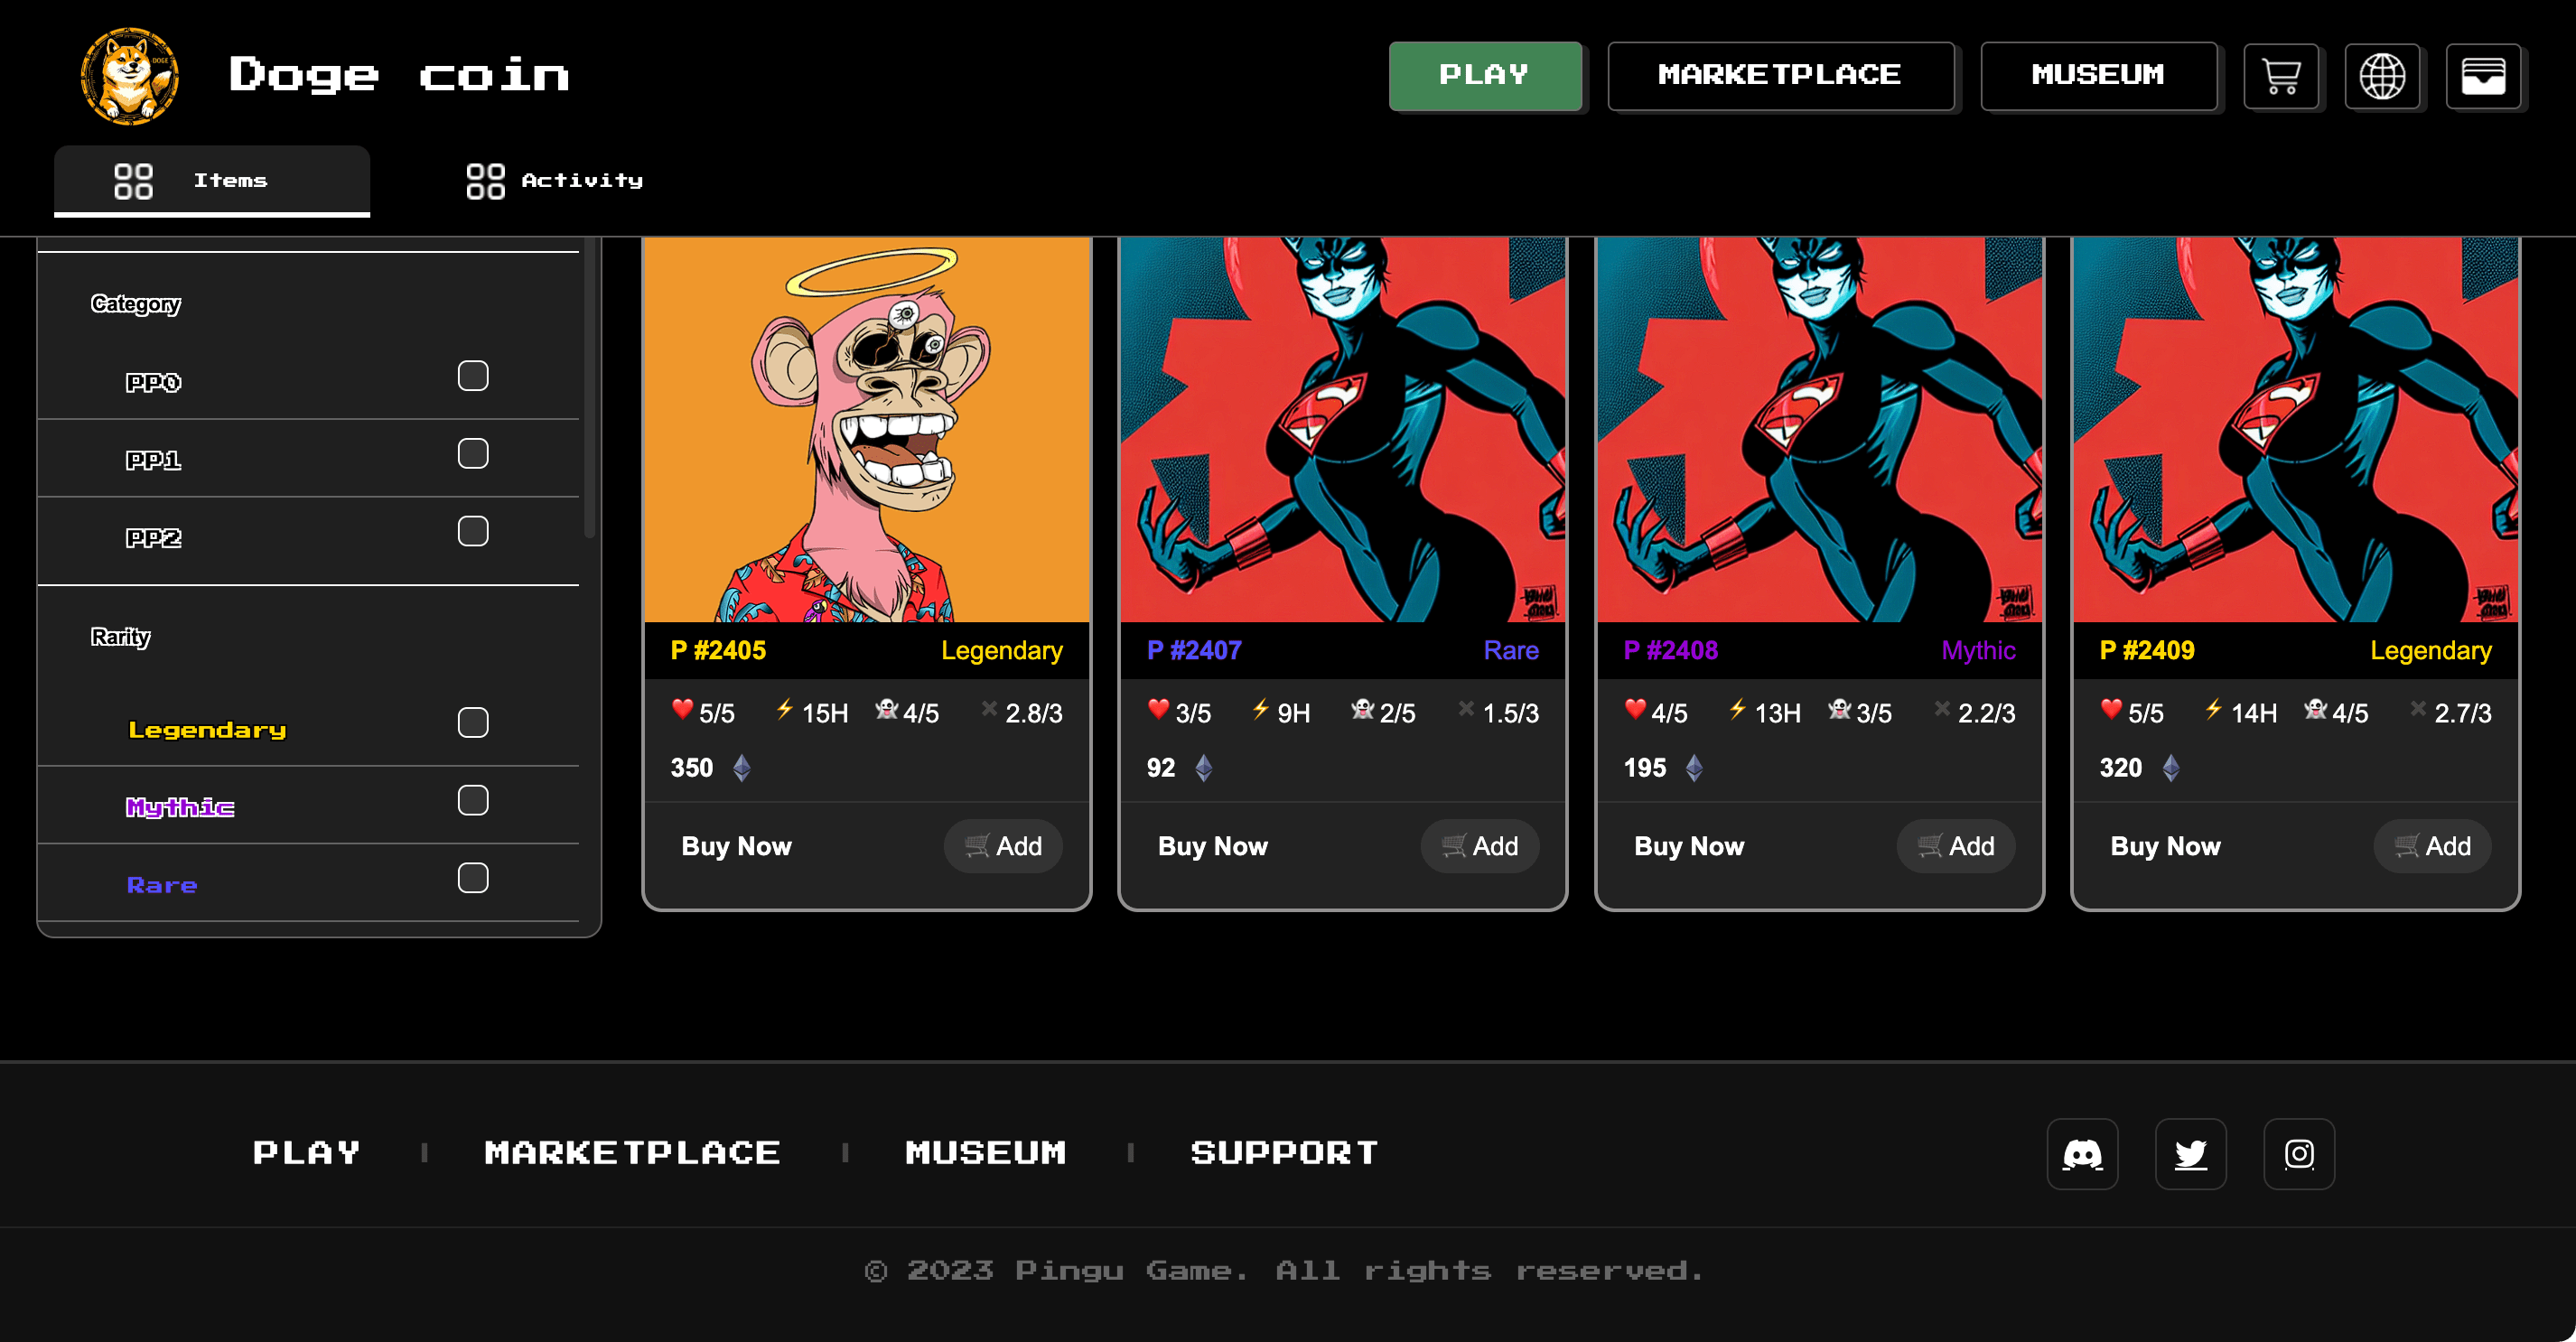 Doge coin
PLAY
MARKETPLACE
MUSEUM
Items
Activity
Category
PP0
PP1
PP2
Rarity
Legendary
Mythic
Rare
P #2405 Legendary
❤️ 5/5 ⚡ 15H 👻 4/5 ✖ 2.8/3
350
Buy Now 🛒 Add
P #2407 Rare
❤️ 3/5 ⚡ 9H 👻 2/5 ✖ 1.5/3
92
Buy Now 🛒 Add
P #2408 Mythic
❤️ 4/5 ⚡ 13H 👻 3/5 ✖ 2.2/3
195
Buy Now 🛒 Add
P #2409 Legendary
❤️ 5/5 ⚡ 14H 👻 4/5 ✖ 2.7/3
320
Buy Now 🛒 Add
PLAY | MARKETPLACE | MUSEUM | SUPPORT
© 2023 Pingu Game. All rights reserved.